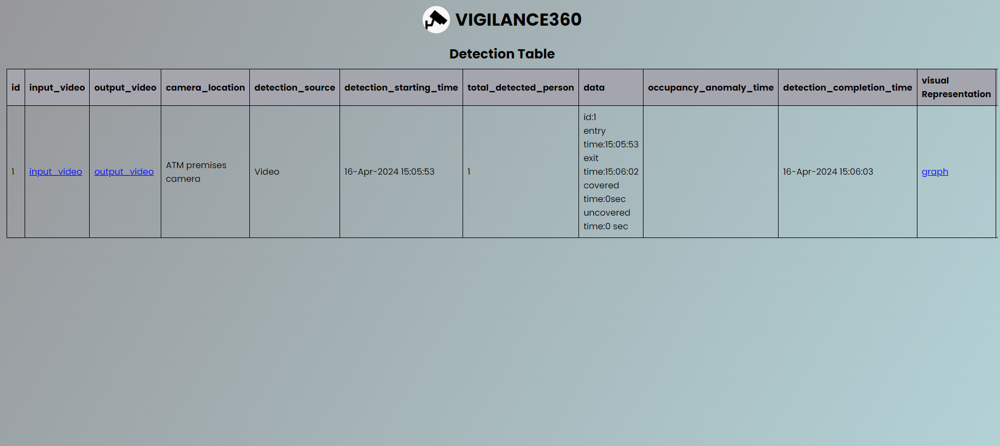 VIGILANCE360
Detection Table
id input_video output_video camera_location detection_source detection_starting_time total_detected_person data occupancy_anomaly_time detection_completion_time visual Representation
1 input_video output_video ATM premises camera Video 16-Apr-2024 15:05:53 1
id:1
entry
time:15:05:53
exit
time:15:06:02
covered
time:0sec
uncovered
time:0 sec
16-Apr-2024 15:06:03 graph